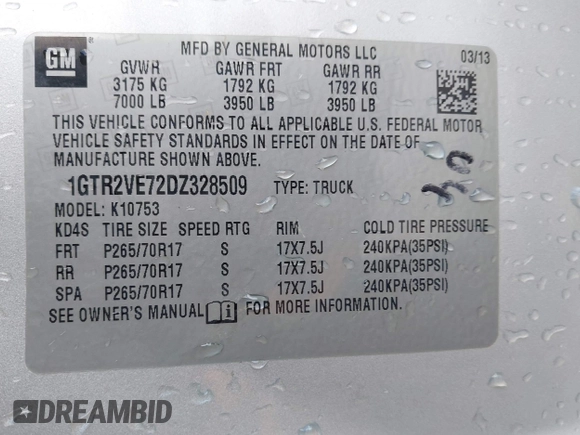 GM
MFD BY GENERAL MOTORS LLC
03/13
GVWR GAWR FRT GAWR RR
3175 KG 1792 KG 1792 KG
7000 LB 3950 LB 3950 LB
THIS VEHICLE CONFORMS TO ALL APPLICABLE U.S. FEDERAL MOTOR
VEHICLE SAFETY STANDARDS IN EFFECT ON THE DATE OF
MANUFACTURE SHOWN ABOVE.
1GTR2VE72DZ328509 TYPE: TRUCK
MODEL: K10753
KD4S TIRE SIZE SPEED RTG RIM COLD TIRE PRESSURE
FRT P265/70R17 S 17X7.5J 240KPA(35PSI)
RR P265/70R17 S 17X7.5J 240KPA(35PSI)
SPA P265/70R17 S 17X7.5J 240KPA(35PSI)
SEE OWNER'S MANUAL FOR MORE INFORMATION.
DREAMBID